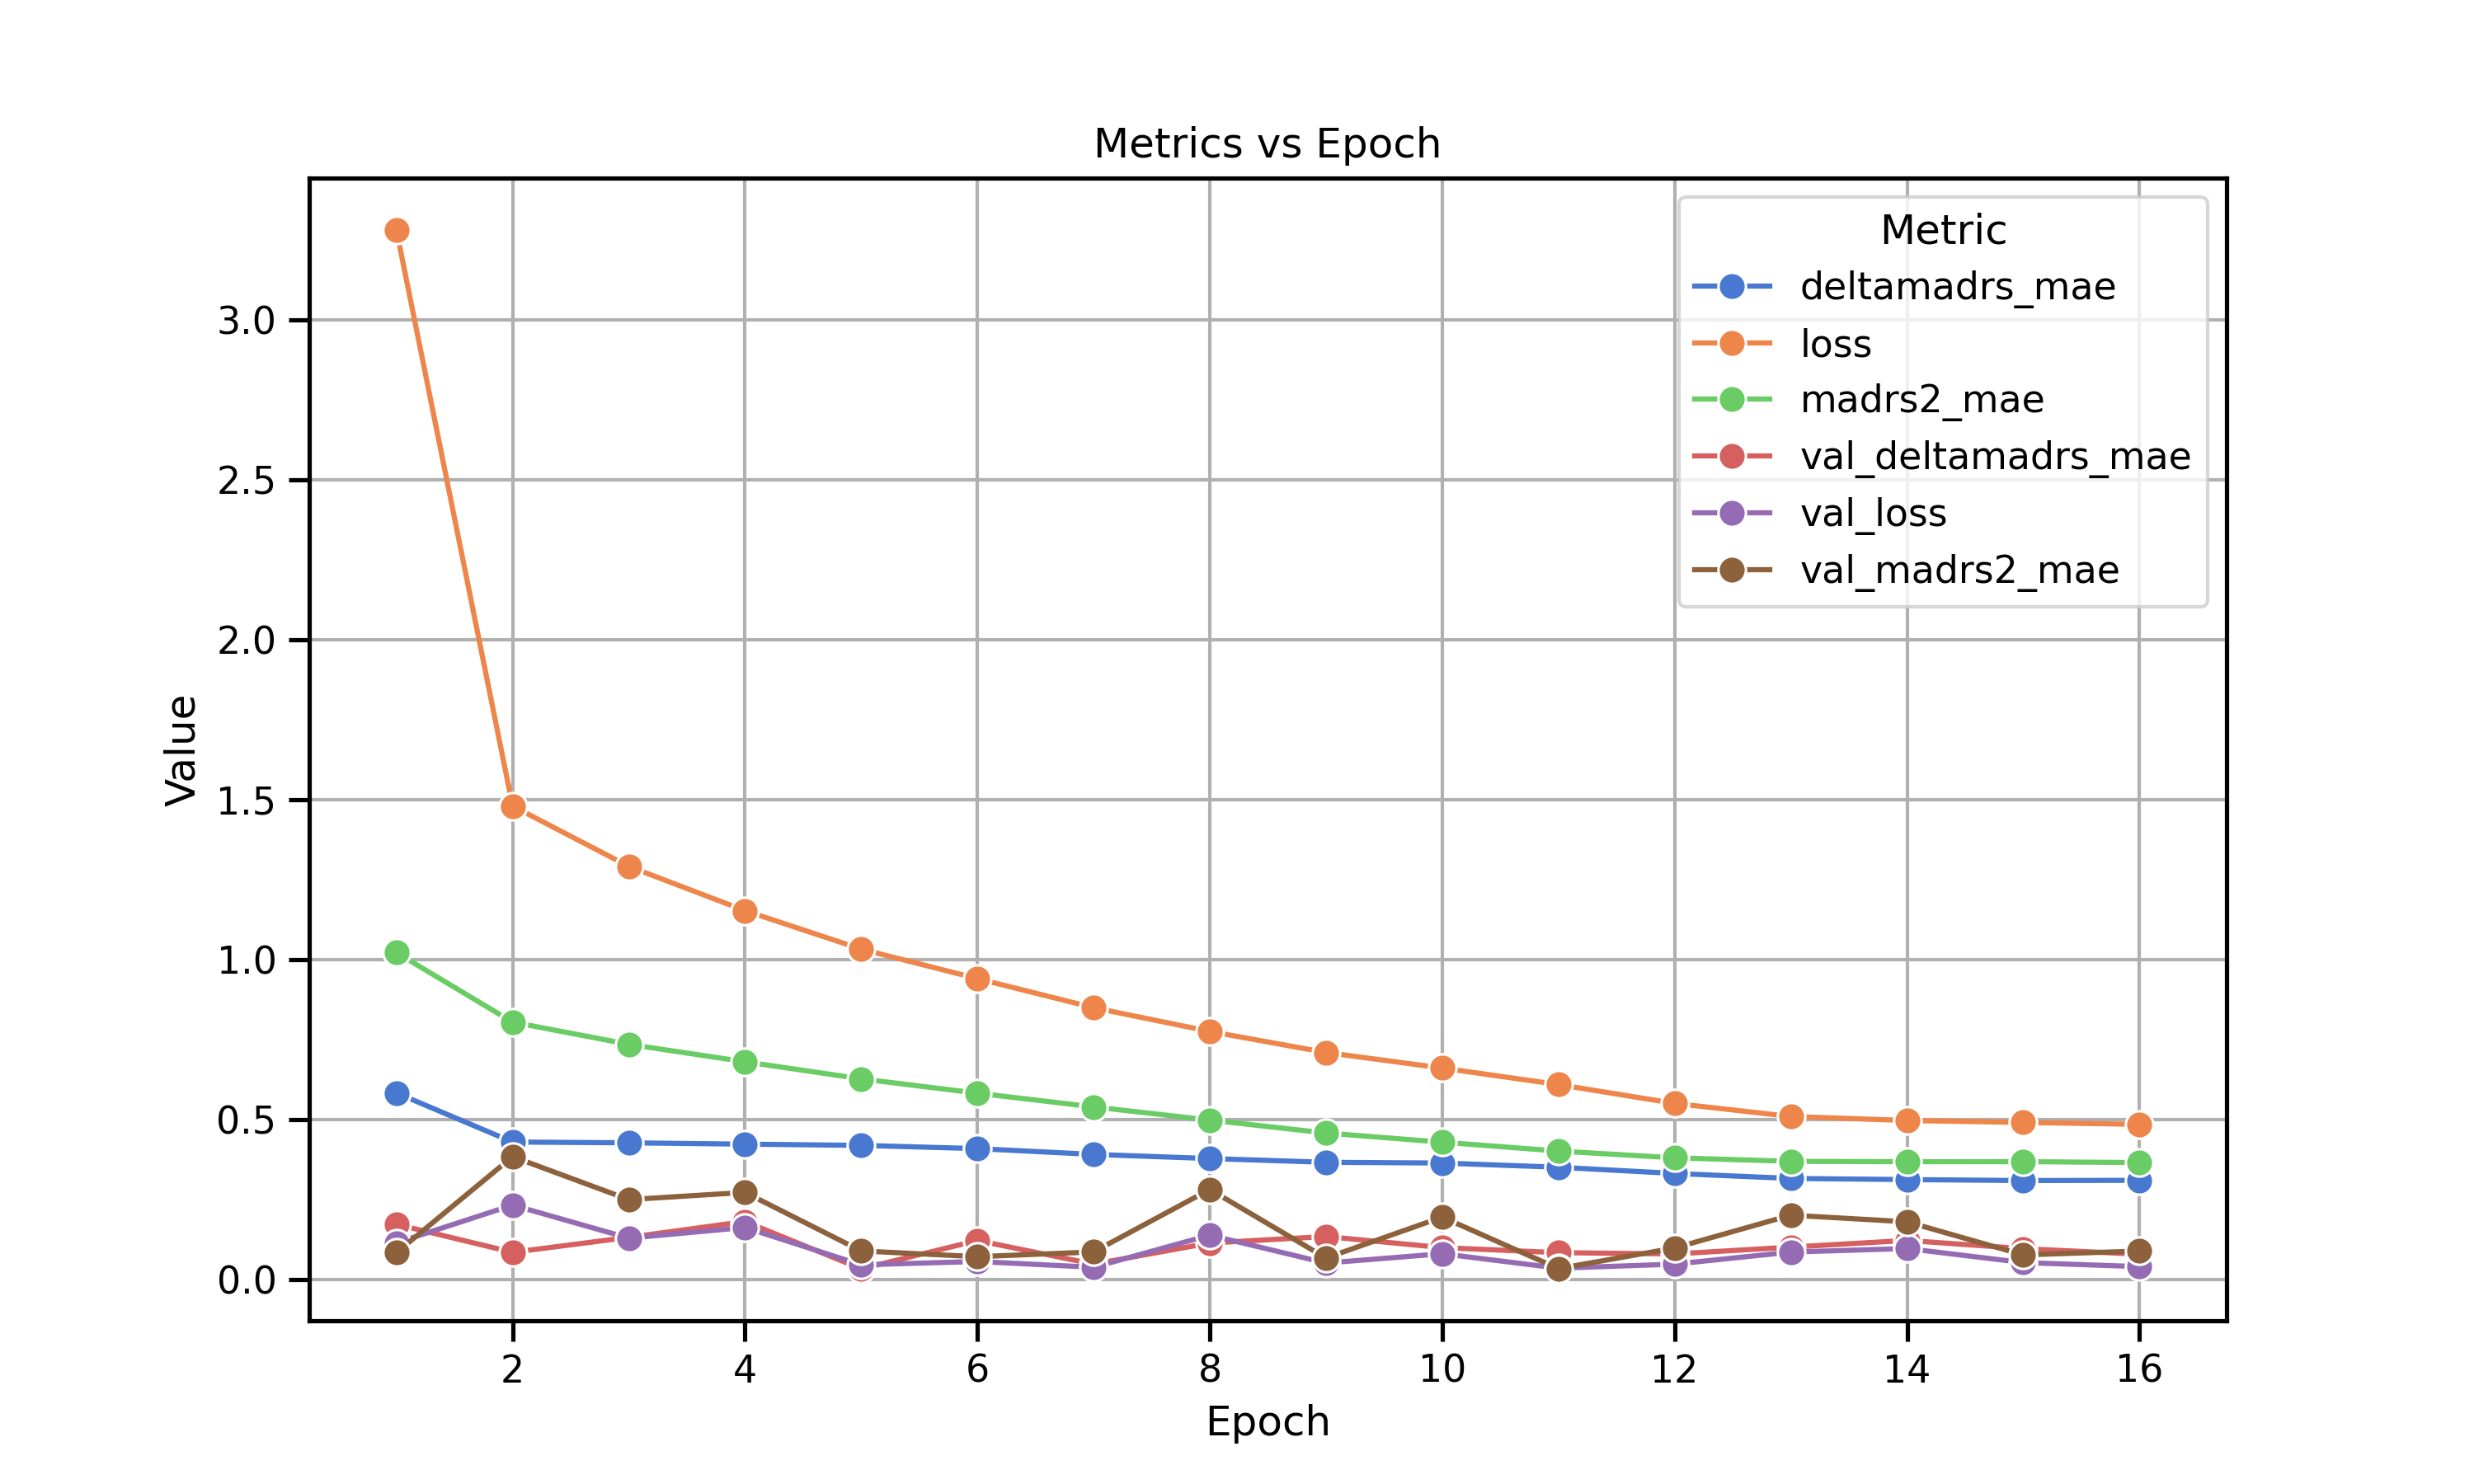 Metrics vs Epoch
Metric
deltamadrs_mae
loss
madrs2_mae
val_deltamadrs_mae
val_loss
val_madrs2_mae
Value
3.0
2.5
2.0
1.5
1.0
0.5
0.0
2 4 6 8 10 12 14 16
Epoch